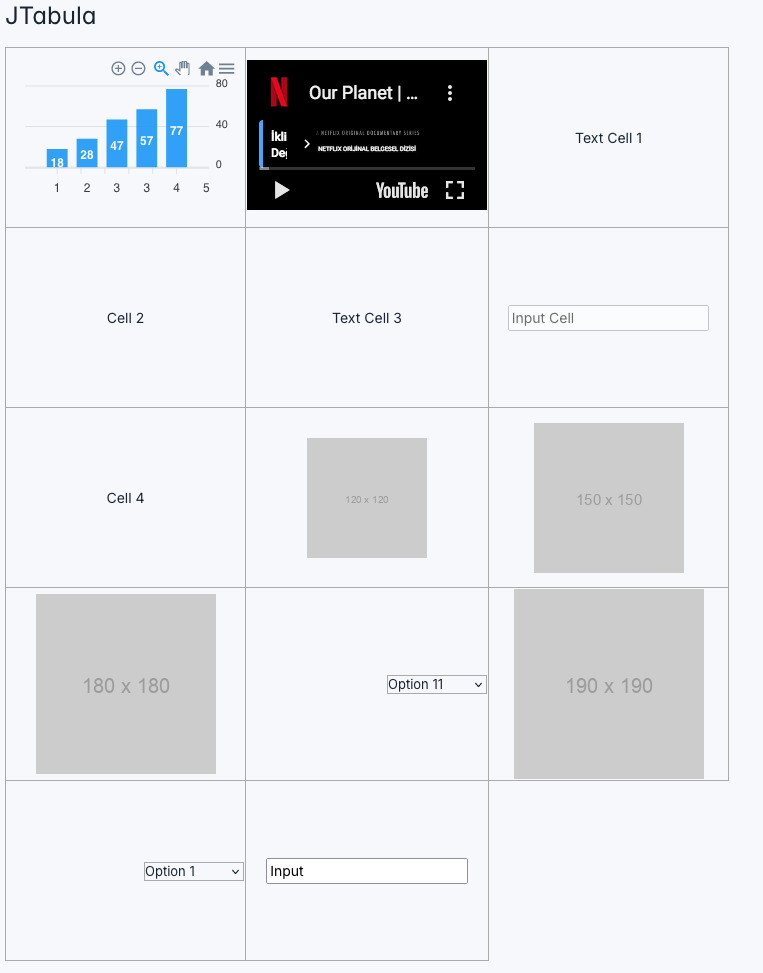 JTabula
80
40
0
18
28
47
57
77
1 2 3 3 4 5
N
Our Planet | ...
İkli
Değ
A NETFLIX ORIGINAL DOCUMENTARY SERIES
NETFLIX ORİJİNAL BELGESEL DİZİSİ
YouTube
Text Cell 1
Cell 2
Text Cell 3
Input Cell
Cell 4
120 x 120
150 x 150
180 x 180
Option 11
190 x 190
Option 1
Input